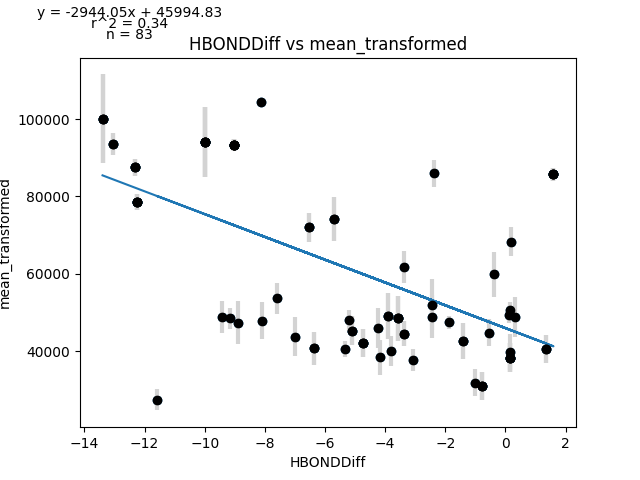 y = -2944.05x + 45994.83
r^2 = 0.34
n = 83
HBONDDiff vs mean_transformed
mean_transformed
100000
80000
60000
40000
−14
−12
−10
−8
−6
−4
−2
0
2
HBONDDiff